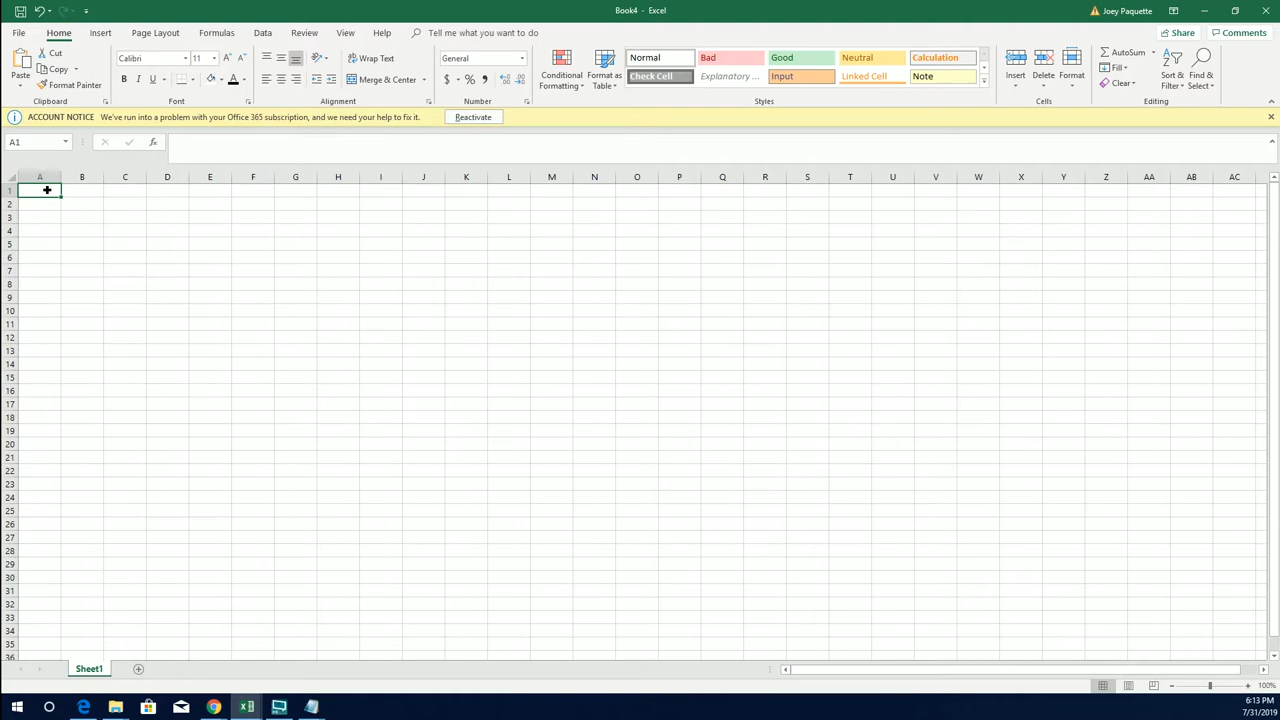 Book4 - Excel
Joey Paquette
File Home Insert Page Layout Formulas Data Review View Help Tell me what you want to do
Share Comments
Paste
Cut
Copy
Format Painter
Clipboard
Calibri 11
B I U
Font
Wrap Text
Merge & Center
Alignment
General
$ % ,
Number
Conditional Formatting
Format as Table
Normal Bad Good Neutral Calculation
Check Cell Explanatory ... Input Linked Cell Note
Styles
Insert Delete Format
Cells
AutoSum
Fill
Clear
Sort & Filter
Find & Select
Editing
ACCOUNT NOTICE We've run into a problem with your Office 365 subscription, and we need your help to fix it. Reactivate
A1 fx
A B C D E F G H I J K L M N O P Q R S T U V W X Y Z AA AB AC
1
2
3
4
5
6
7
8
9
10
11
12
13
14
15
16
17
18
19
20
21
22
23
24
25
26
27
28
29
30
31
32
33
34
35
36
Sheet1
100%
6:13 PM
7/31/2019